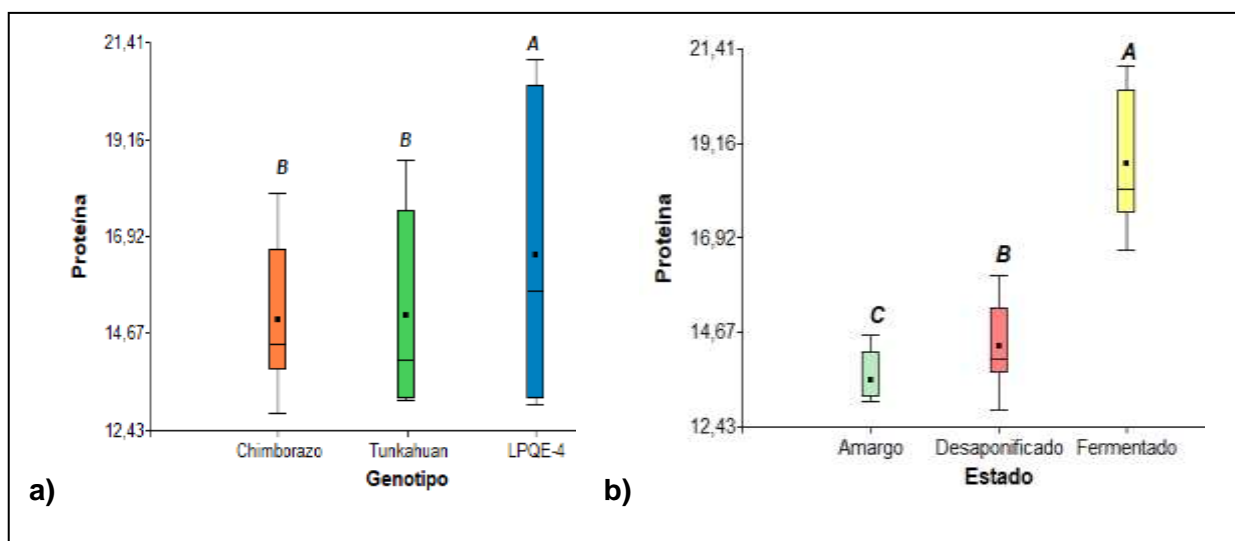 21,41
19,16
16,92
14,67
12,43
Proteína
B
B
A
Chimborazo
Tunkahuan
LPQE-4
Genotipo
a)
21,41
19,16
16,92
14,67
12,43
Proteína
C
B
A
Amargo
Desaponificado
Fermentado
Estado
b)